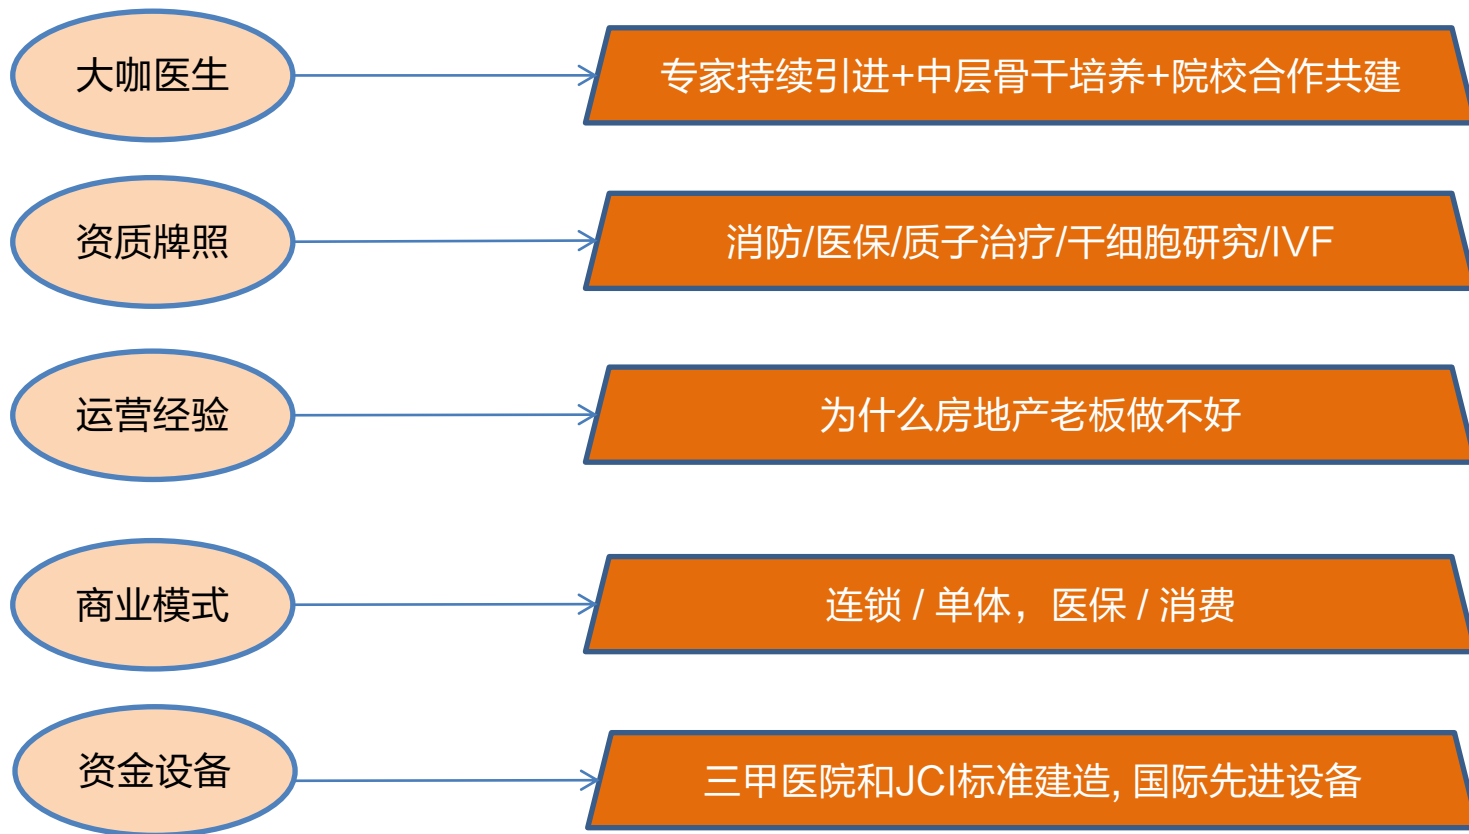 大咖医生
专家持续引进+中层骨干培养+院校合作共建
资质牌照
消防/医保/质子治疗/干细胞研究/IVF
运营经验
为什么房地产老板做不好
商业模式
连锁 / 单体，医保 / 消费
资金设备
三甲医院和JCI标准建造, 国际先进设备